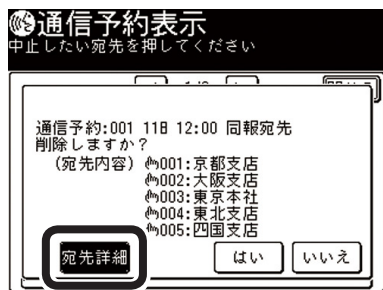 通信予約表示
中止したい宛先を押してください
通信予約:001 11日 12:00 同報宛先
削除しますか？
(宛先内容) 001:京都支店
002:大阪支店
003:東京本社
004:東北支店
005:四国支店
宛先詳細 はい いいえ